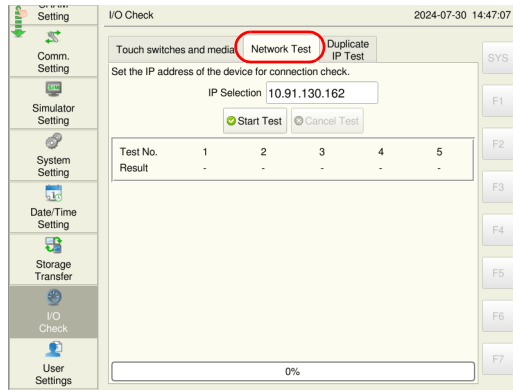 Setting
I/O Check
2024-07-30 14:47:07
Comm.
Setting
Simulator
Setting
System
Setting
Date/Time
Setting
Storage
Transfer
I/O
Check
User
Settings
Touch switches and media
Network Test
Duplicate
IP Test
Set the IP address of the device for connection check.
IP Selection 10.91.130.162
Start Test
Cancel Test
Test No. 1 2 3 4 5
Result - - - - -
0%
SYS
F1
F2
F3
F4
F5
F6
F7